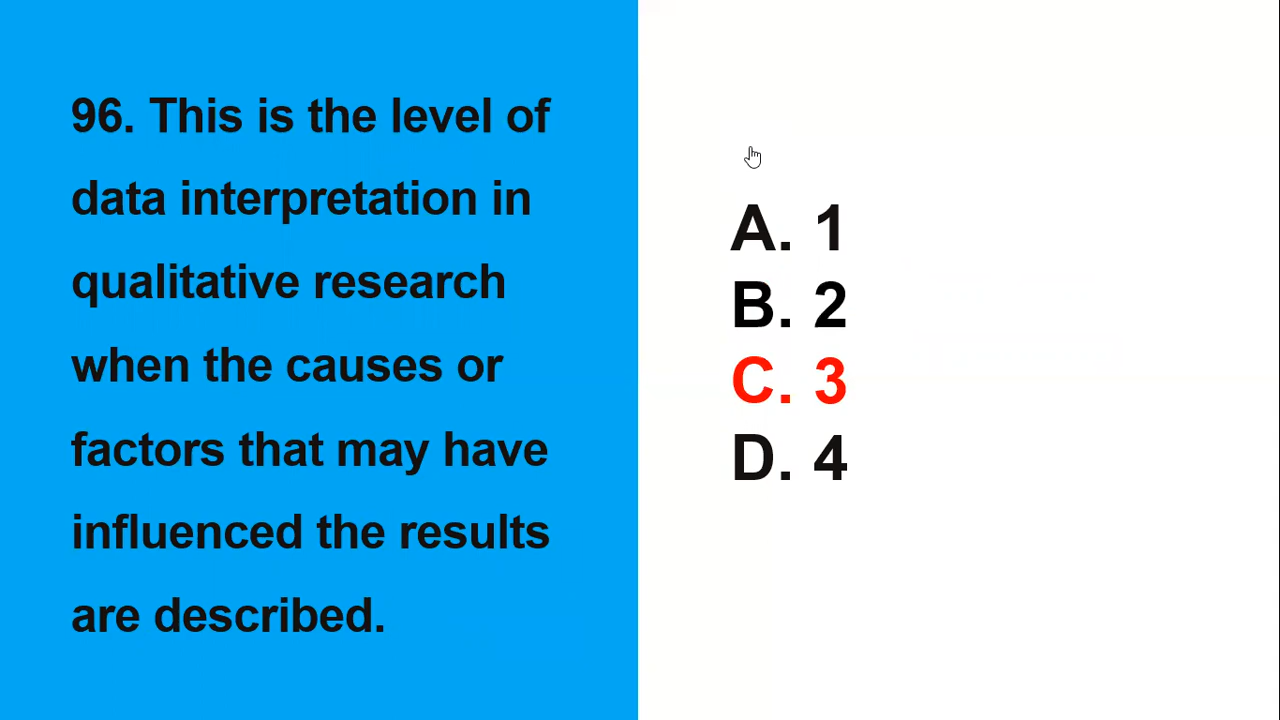 96. This is the level of
data interpretation in
qualitative research
when the causes or
factors that may have
influenced the results
are described.
A. 1
B. 2
C. 3
D. 4